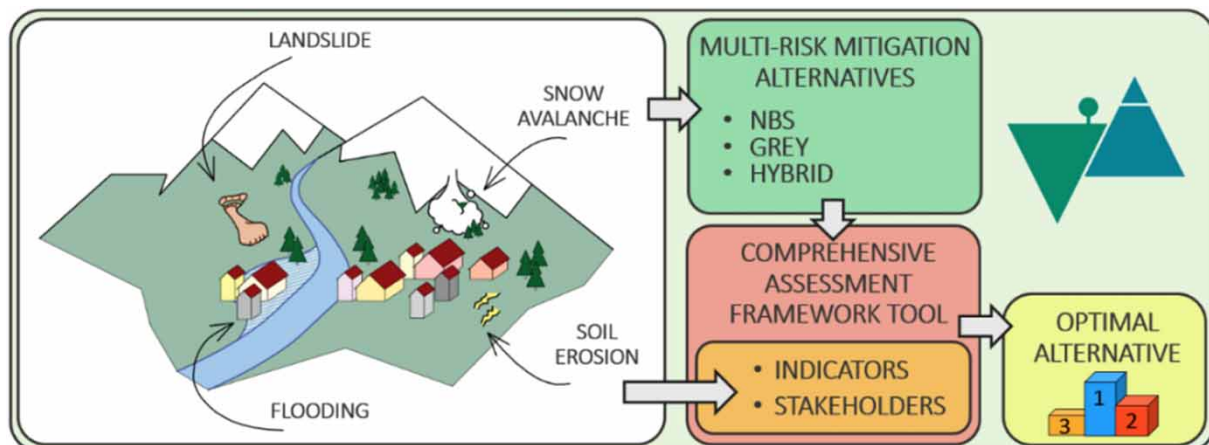 LANDSLIDE
SNOW
AVALANCHE
SOIL
EROSION
FLOODING
MULTI-RISK MITIGATION
ALTERNATIVES
• NBS
• GREY
• HYBRID
COMPREHENSIVE
ASSESSMENT
FRAMEWORK TOOL
• INDICATORS
• STAKEHOLDERS
OPTIMAL
ALTERNATIVE
1
2
3